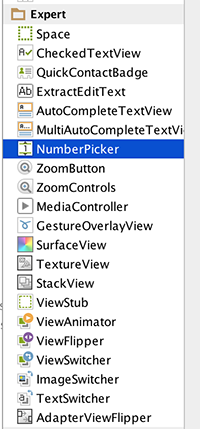 Expert
Space
CheckedTextView
QuickContactBadge
ExtractEditText
AutoCompleteTextView
MultiAutoCompleteTextVi
NumberPicker
ZoomButton
ZoomControls
MediaController
GestureOverlayView
SurfaceView
TextureView
StackView
ViewStub
ViewAnimator
ViewFlipper
ViewSwitcher
ImageSwitcher
TextSwitcher
AdapterViewFlipper